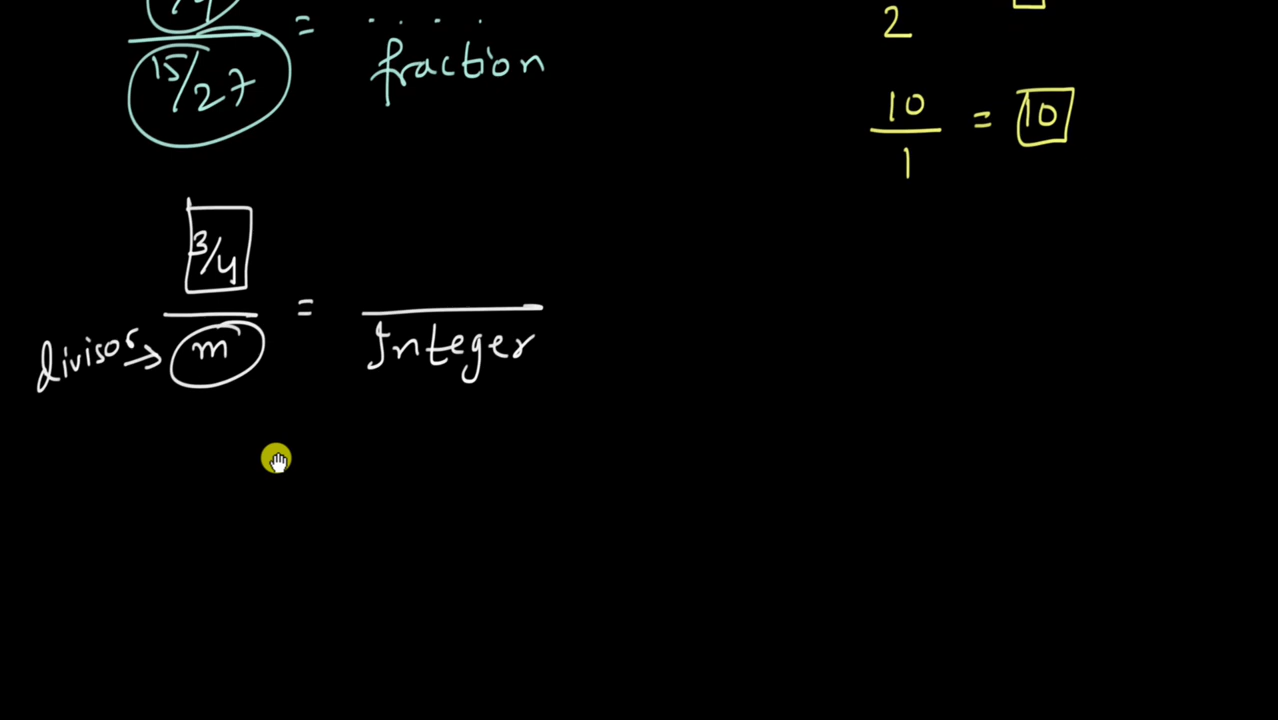 15/27 = . . . . fraction
2
10/1 = 10
3/4
divisor → m = Integer